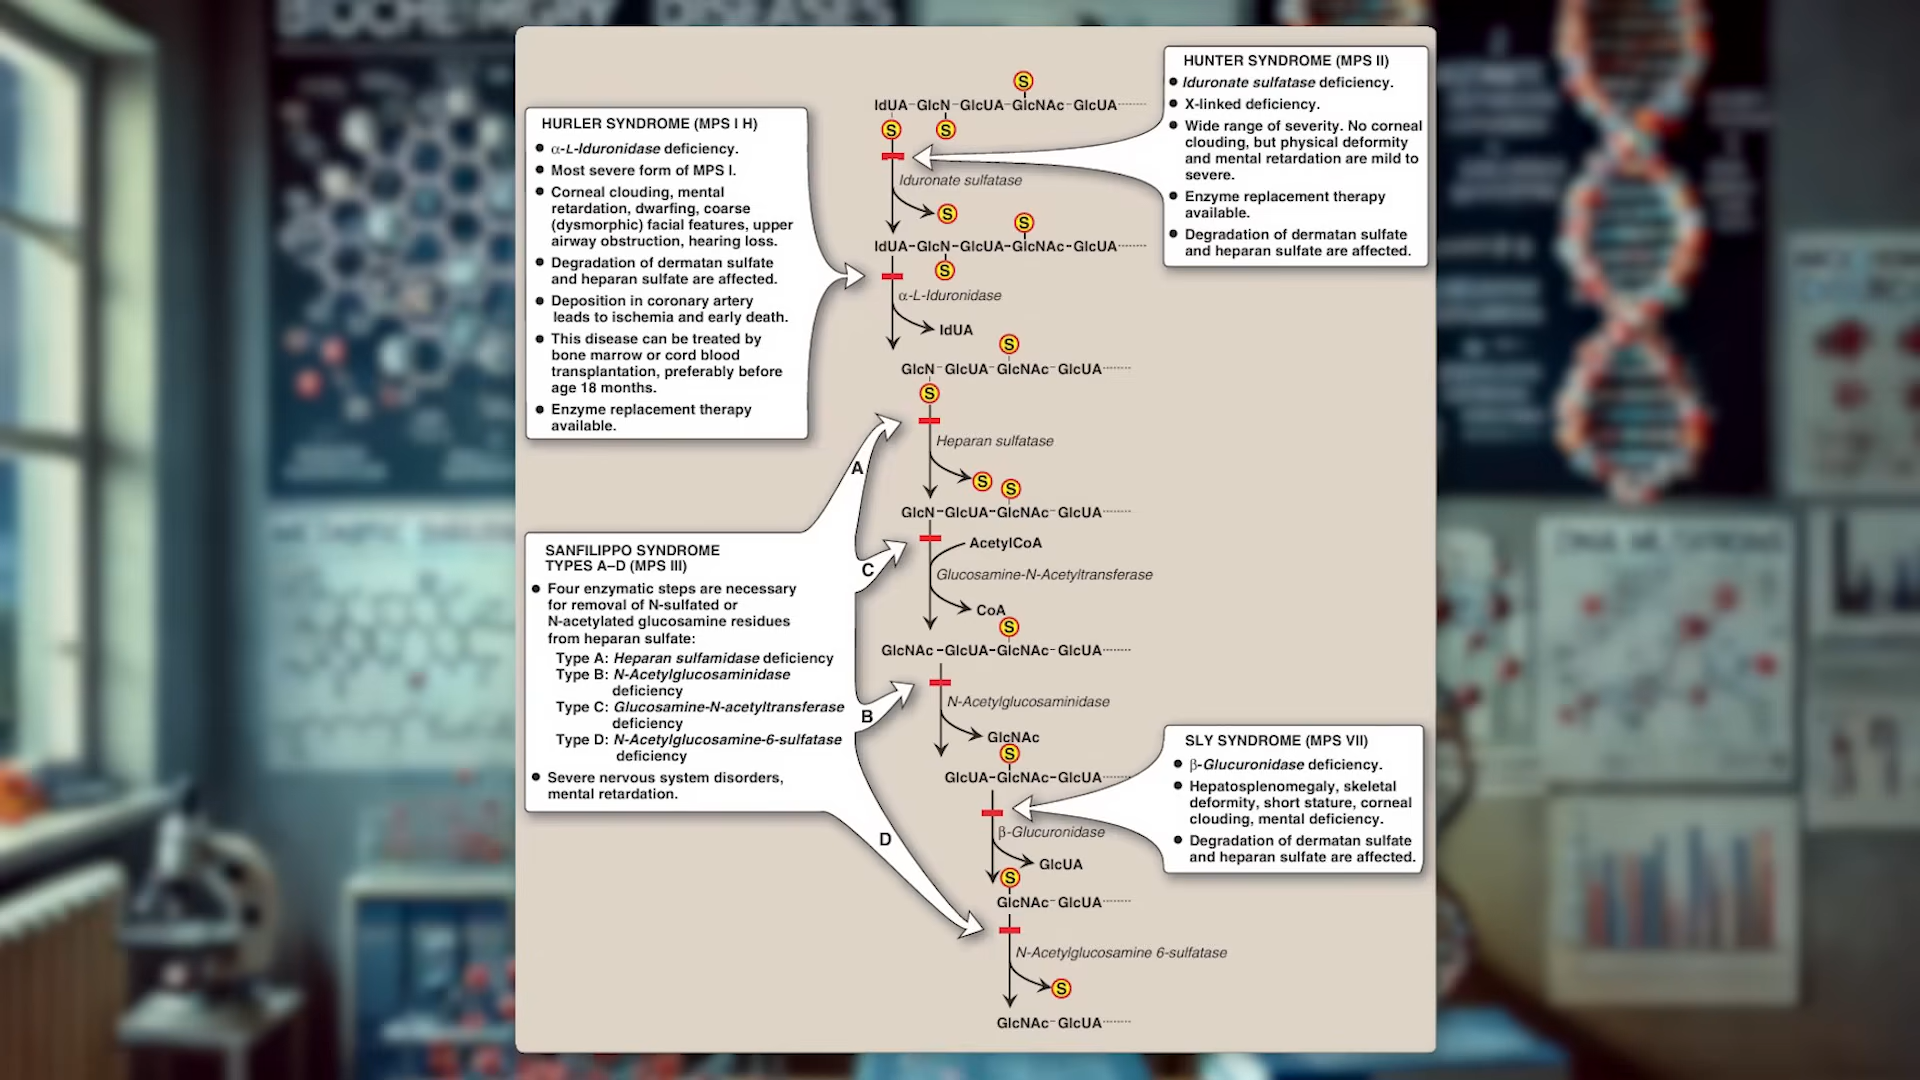 BIOCHEMISTRY DISEASES
HURLER SYNDROME (MPS I H)
• α-L-Iduronidase deficiency.
• Most severe form of MPS I.
• Corneal clouding, mental
retardation, dwarfing, coarse
(dysmorphic) facial features, upper
airway obstruction, hearing loss.
• Degradation of dermatan sulfate
and heparan sulfate are affected.
• Deposition in coronary artery
leads to ischemia and early death.
• This disease can be treated by
bone marrow or cord blood
transplantation, preferably before
age 18 months.
• Enzyme replacement therapy
available.
HUNTER SYNDROME (MPS II)
• Iduronate sulfatase deficiency.
• X-linked deficiency.
• Wide range of severity. No corneal
clouding, but physical deformity
and mental retardation are mild to
severe.
• Enzyme replacement therapy
available.
• Degradation of dermatan sulfate
and heparan sulfate are affected.
S
IdUA-GlcN-GlcUA-GlcNAc-GlcUA
S S
Iduronate sulfatase
S
S
IdUA-GlcN-GlcUA-GlcNAc-GlcUA
S
α-L-Iduronidase
IdUA
S
GlcN-GlcUA-GlcNAc-GlcUA
S
Heparan sulfatase
S
S
GlcN-GlcUA-GlcNAc-GlcUA
AcetylCoA
Glucosamine-N-Acetyltransferase
CoA
S
GlcNAc-GlcUA-GlcNAc-GlcUA
N-Acetylglucosaminidase
GlcNAc
S
GlcUA-GlcNAc-GlcUA
β-Glucuronidase
GlcUA
S
GlcNAc-GlcUA
N-Acetylglucosamine 6-sulfatase
S
GlcNAc-GlcUA
A
C
B
D
SANFILIPPO SYNDROME
TYPES A–D (MPS III)
• Four enzymatic steps are necessary
for removal of N-sulfated or
N-acetylated glucosamine residues
from heparan sulfate:
Type A: Heparan sulfamidase deficiency
Type B: N-Acetylglucosaminidase
deficiency
Type C: Glucosamine-N-acetyltransferase
deficiency
Type D: N-Acetylglucosamine-6-sulfatase
deficiency
• Severe nervous system disorders,
mental retardation.
SLY SYNDROME (MPS VII)
• β-Glucuronidase deficiency.
• Hepatosplenomegaly, skeletal
deformity, short stature, corneal
clouding, mental deficiency.
• Degradation of dermatan sulfate
and heparan sulfate are affected.